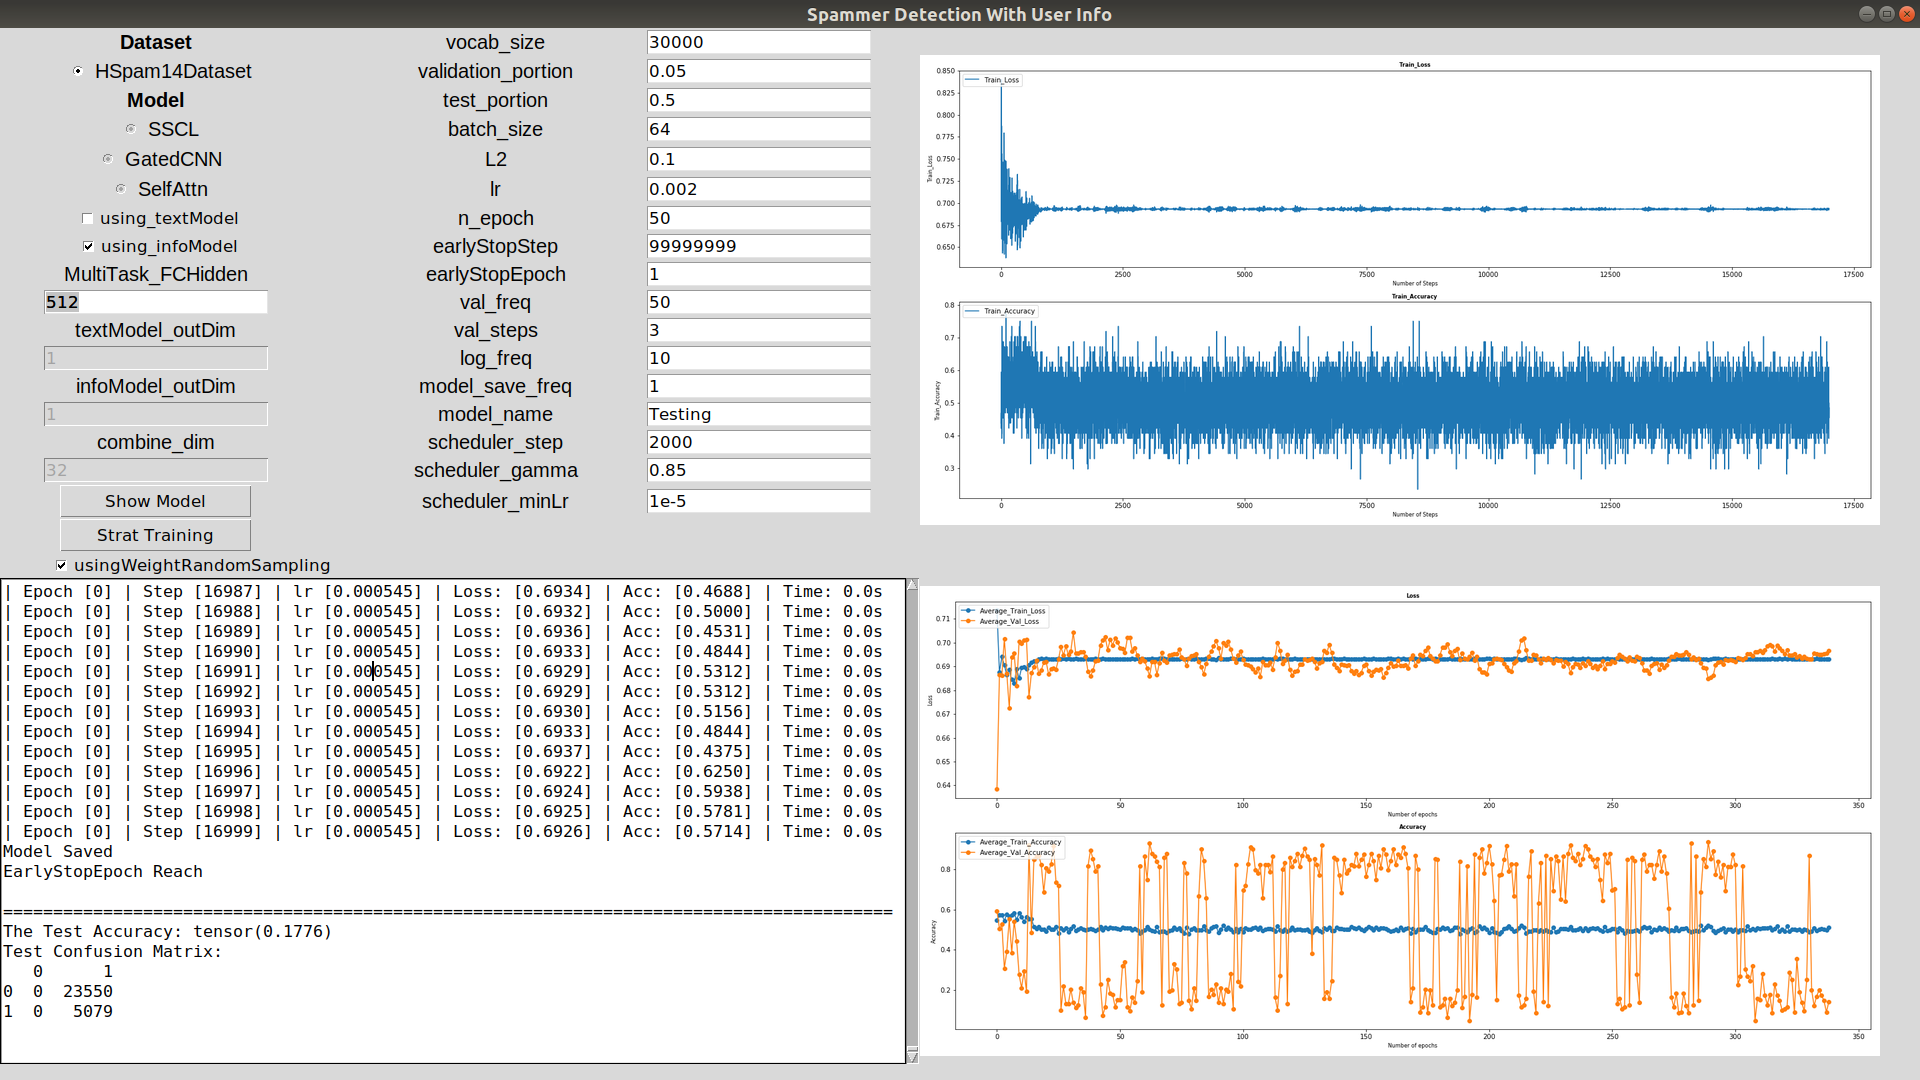 Spammer Detection With User Info
Dataset
HSpam14Dataset
Model
SSCL
GatedCNN
SelfAttn
using_textModel
using_infoModel
MultiTask_FCHidden
512
textModel_outDim
1
infoModel_outDim
1
combine_dim
32
Show Model
Strat Training
usingWeightRandomSampling
vocab_size 30000
validation_portion 0.05
test_portion 0.5
batch_size 64
L2 0.1
lr 0.002
n_epoch 50
earlyStopStep 99999999
earlyStopEpoch 1
val_freq 50
val_steps 3
log_freq 10
model_save_freq 1
model_name Testing
scheduler_step 2000
scheduler_gamma 0.85
scheduler_minLr 1e-5
Train_Loss
Train_Loss
0.850
0.825
0.800
0.775
0.750
0.725
0.700
0.675
0.650
Train_Loss
0 2500 5000 7500 10000 12500 15000 17500
Number of Steps
Train_Accuracy
Train_Accuracy
0.8
0.7
0.6
0.5
0.4
0.3
Train_Accuracy
0 2500 5000 7500 10000 12500 15000 17500
Number of Steps
| Epoch [0] | Step [16987] | lr [0.000545] | Loss: [0.6934] | Acc: [0.4688] | Time: 0.0s
| Epoch [0] | Step [16988] | lr [0.000545] | Loss: [0.6932] | Acc: [0.5000] | Time: 0.0s
| Epoch [0] | Step [16989] | lr [0.000545] | Loss: [0.6936] | Acc: [0.4531] | Time: 0.0s
| Epoch [0] | Step [16990] | lr [0.000545] | Loss: [0.6933] | Acc: [0.4844] | Time: 0.0s
| Epoch [0] | Step [16991] | lr [0.000545] | Loss: [0.6929] | Acc: [0.5312] | Time: 0.0s
| Epoch [0] | Step [16992] | lr [0.000545] | Loss: [0.6929] | Acc: [0.5312] | Time: 0.0s
| Epoch [0] | Step [16993] | lr [0.000545] | Loss: [0.6930] | Acc: [0.5156] | Time: 0.0s
| Epoch [0] | Step [16994] | lr [0.000545] | Loss: [0.6933] | Acc: [0.4844] | Time: 0.0s
| Epoch [0] | Step [16995] | lr [0.000545] | Loss: [0.6937] | Acc: [0.4375] | Time: 0.0s
| Epoch [0] | Step [16996] | lr [0.000545] | Loss: [0.6922] | Acc: [0.6250] | Time: 0.0s
| Epoch [0] | Step [16997] | lr [0.000545] | Loss: [0.6924] | Acc: [0.5938] | Time: 0.0s
| Epoch [0] | Step [16998] | lr [0.000545] | Loss: [0.6925] | Acc: [0.5781] | Time: 0.0s
| Epoch [0] | Step [16999] | lr [0.000545] | Loss: [0.6926] | Acc: [0.5714] | Time: 0.0s
Model Saved
EarlyStopEpoch Reach
=========================================================================================
The Test Accuracy: tensor(0.1776)
Test Confusion Matrix:
0 1
0 0 23550
1 0 5079
Loss
Average_Train_Loss
Average_Val_Loss
0.71
0.70
0.69
0.68
0.67
0.66
0.65
0.64
Loss
0 50 100 150 200 250 300 350
Number of epochs
Accuracy
Average_Train_Accuracy
Average_Val_Accuracy
0.8
0.6
0.4
0.2
Accuracy
0 50 100 150 200 250 300 350
Number of epochs